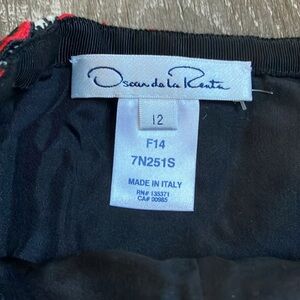 Oscar de la Renta
12
F14
7N251S
MADE IN ITALY
RN# 135371
CA# 00985